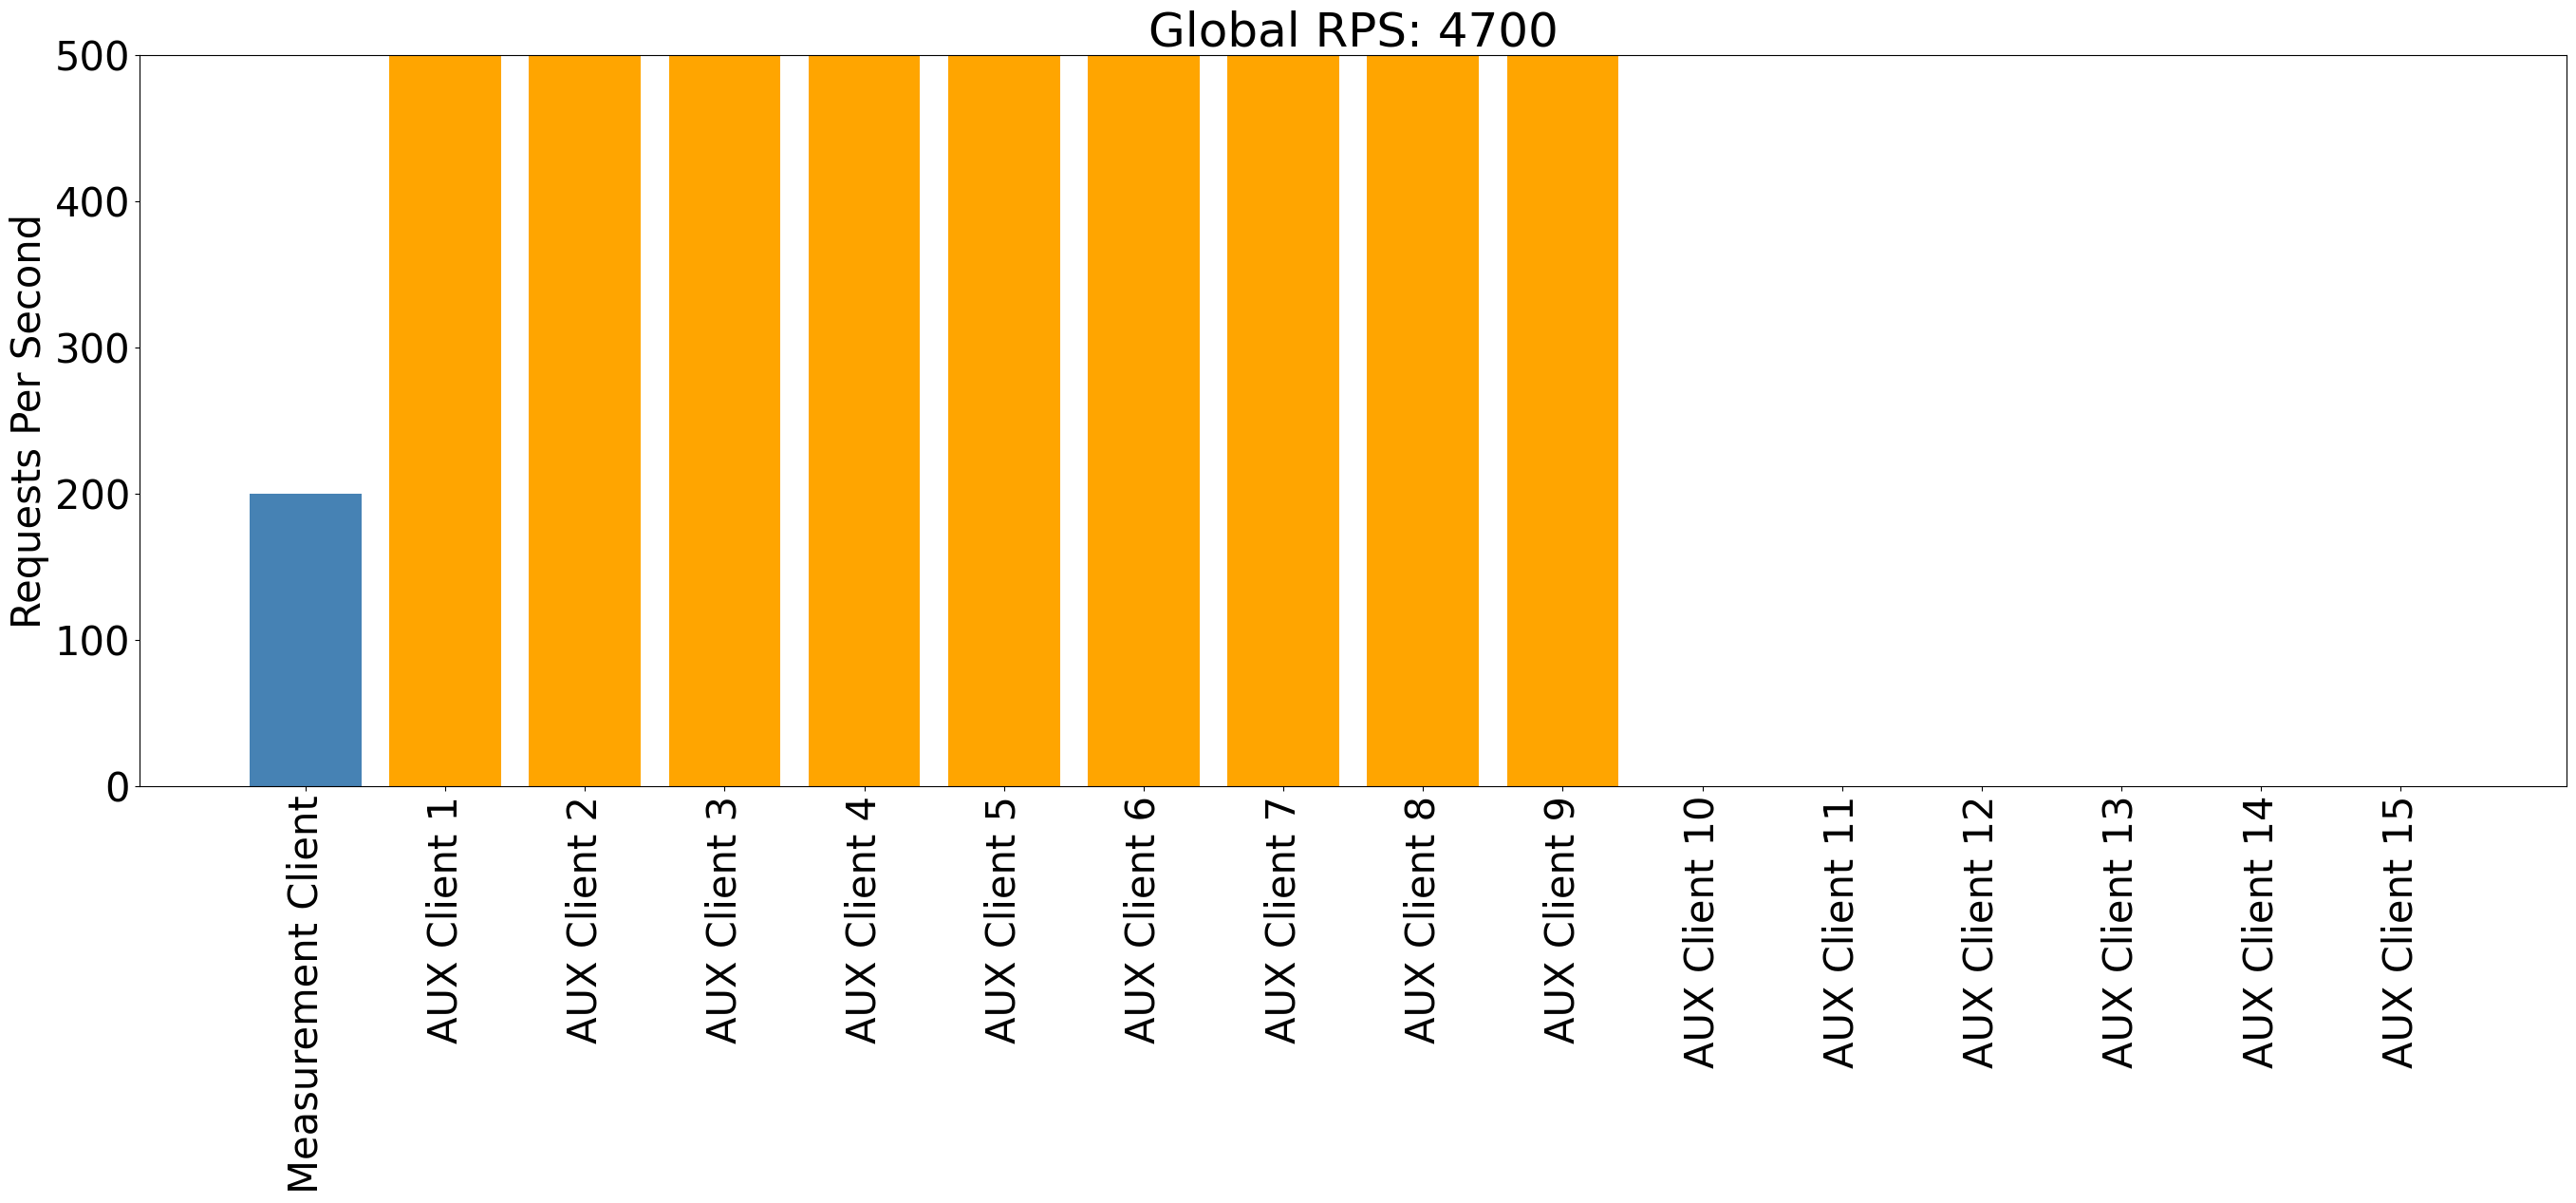 Global RPS: 4700
Requests Per Second
500
400
300
200
100
0
Measurement Client
AUX Client 1
AUX Client 2
AUX Client 3
AUX Client 4
AUX Client 5
AUX Client 6
AUX Client 7
AUX Client 8
AUX Client 9
AUX Client 10
AUX Client 11
AUX Client 12
AUX Client 13
AUX Client 14
AUX Client 15